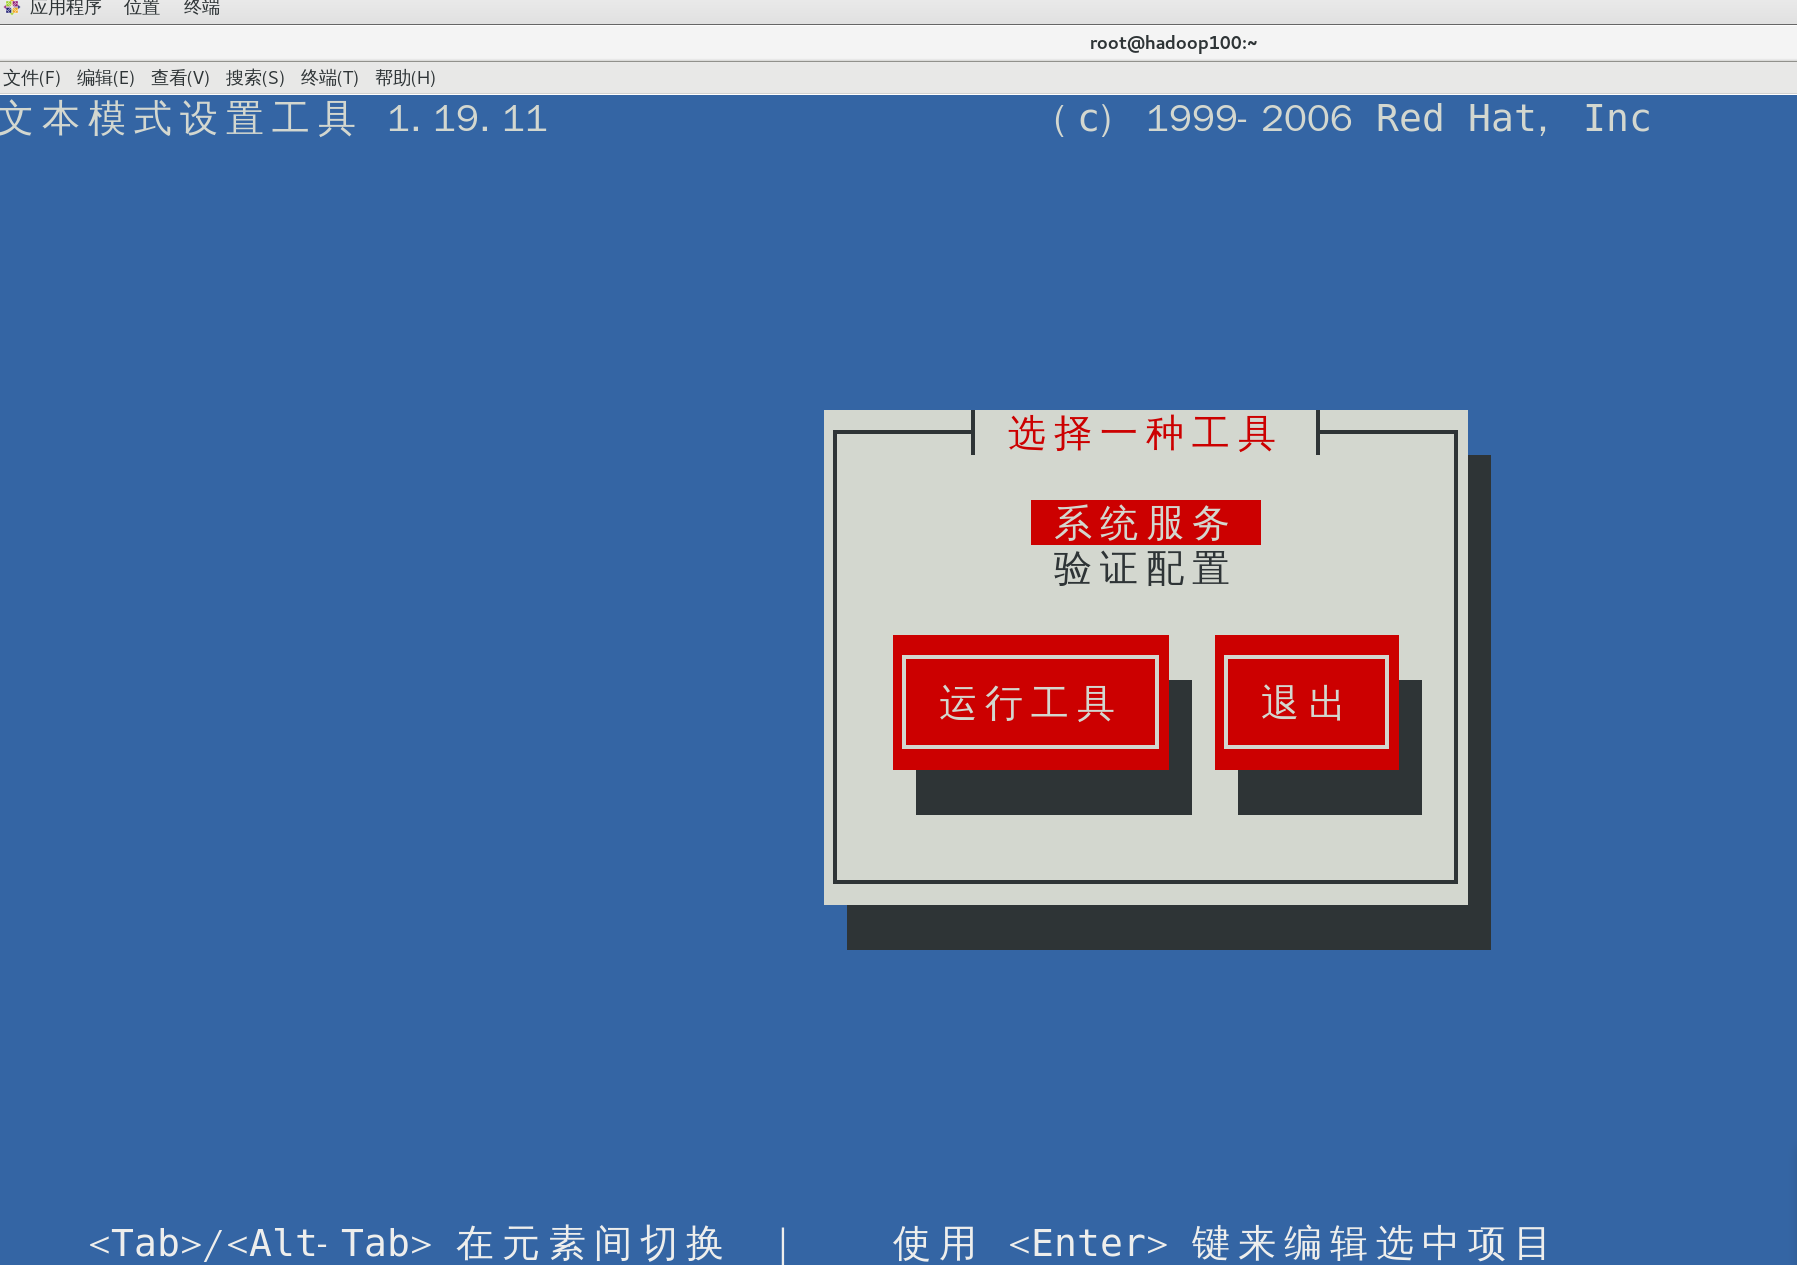 应用程序 位置 终端
root@hadoop100:~
文件(F) 编辑(E) 查看(V) 搜索(S) 终端(T) 帮助(H)
文本模式设置工具 1.19.11 (c) 1999-2006 Red Hat, Inc
选择一种工具
系统服务
验证配置
运行工具 退出
<Tab>/<Alt-Tab> 在元素间切换 | 使用 <Enter> 键来编辑选中项目